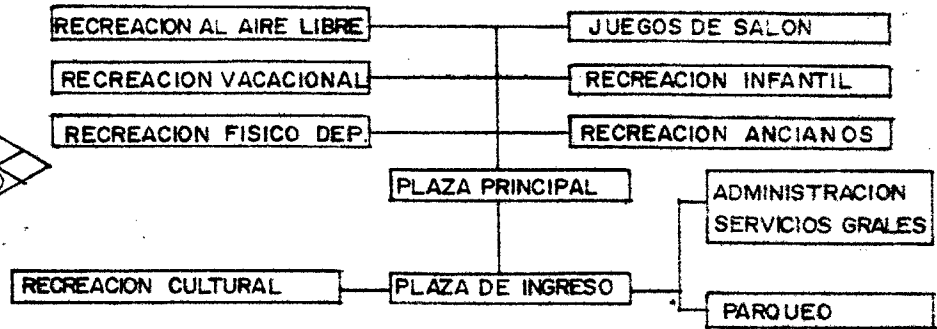 RECREACION AL AIRE LIBRE
JUEGOS DE SALON
RECREACION VACACIONAL
RECREACION INFANTIL
RECREACION FISICO DEP.
RECREACION ANCIANOS
PLAZA PRINCIPAL
ADMINISTRACION
SERVICIOS GRALES
RECREACION CULTURAL
PLAZA DE INGRESO
PARQUEO